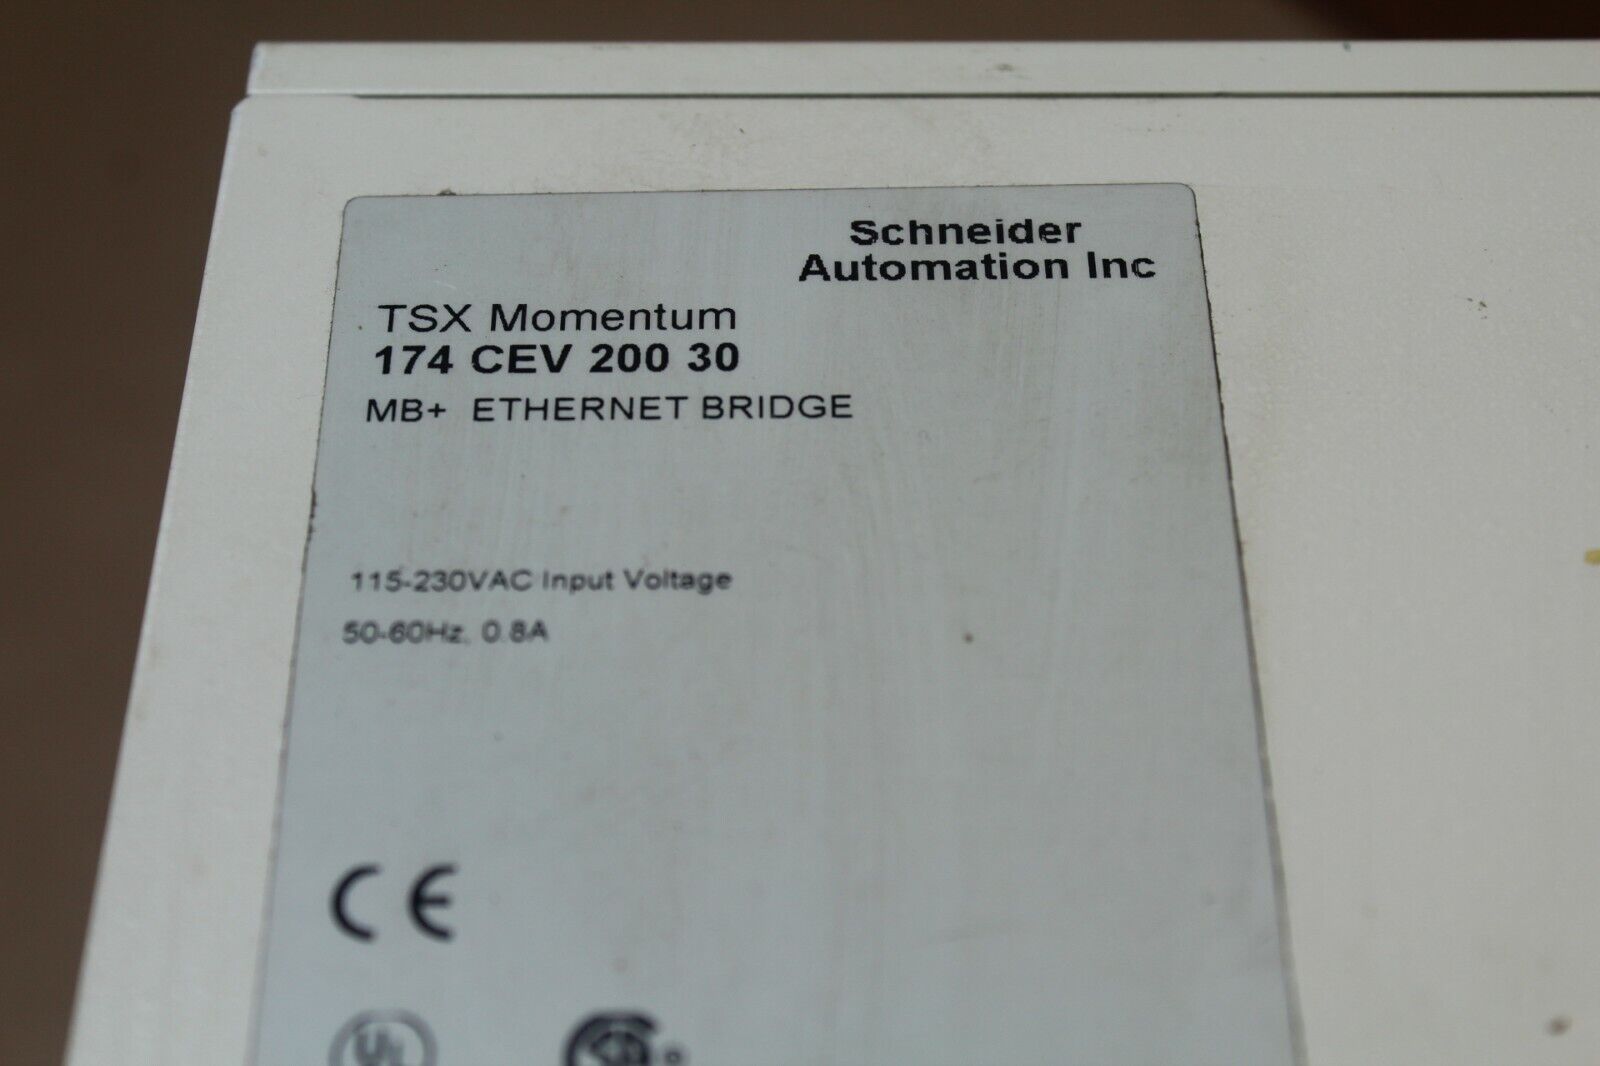 Schneider
Automation Inc
TSX Momentum
174 CEV 200 30
MB+ ETHERNET BRIDGE
115-230VAC Input Voltage
50-60Hz, 0.8A
CE
UL